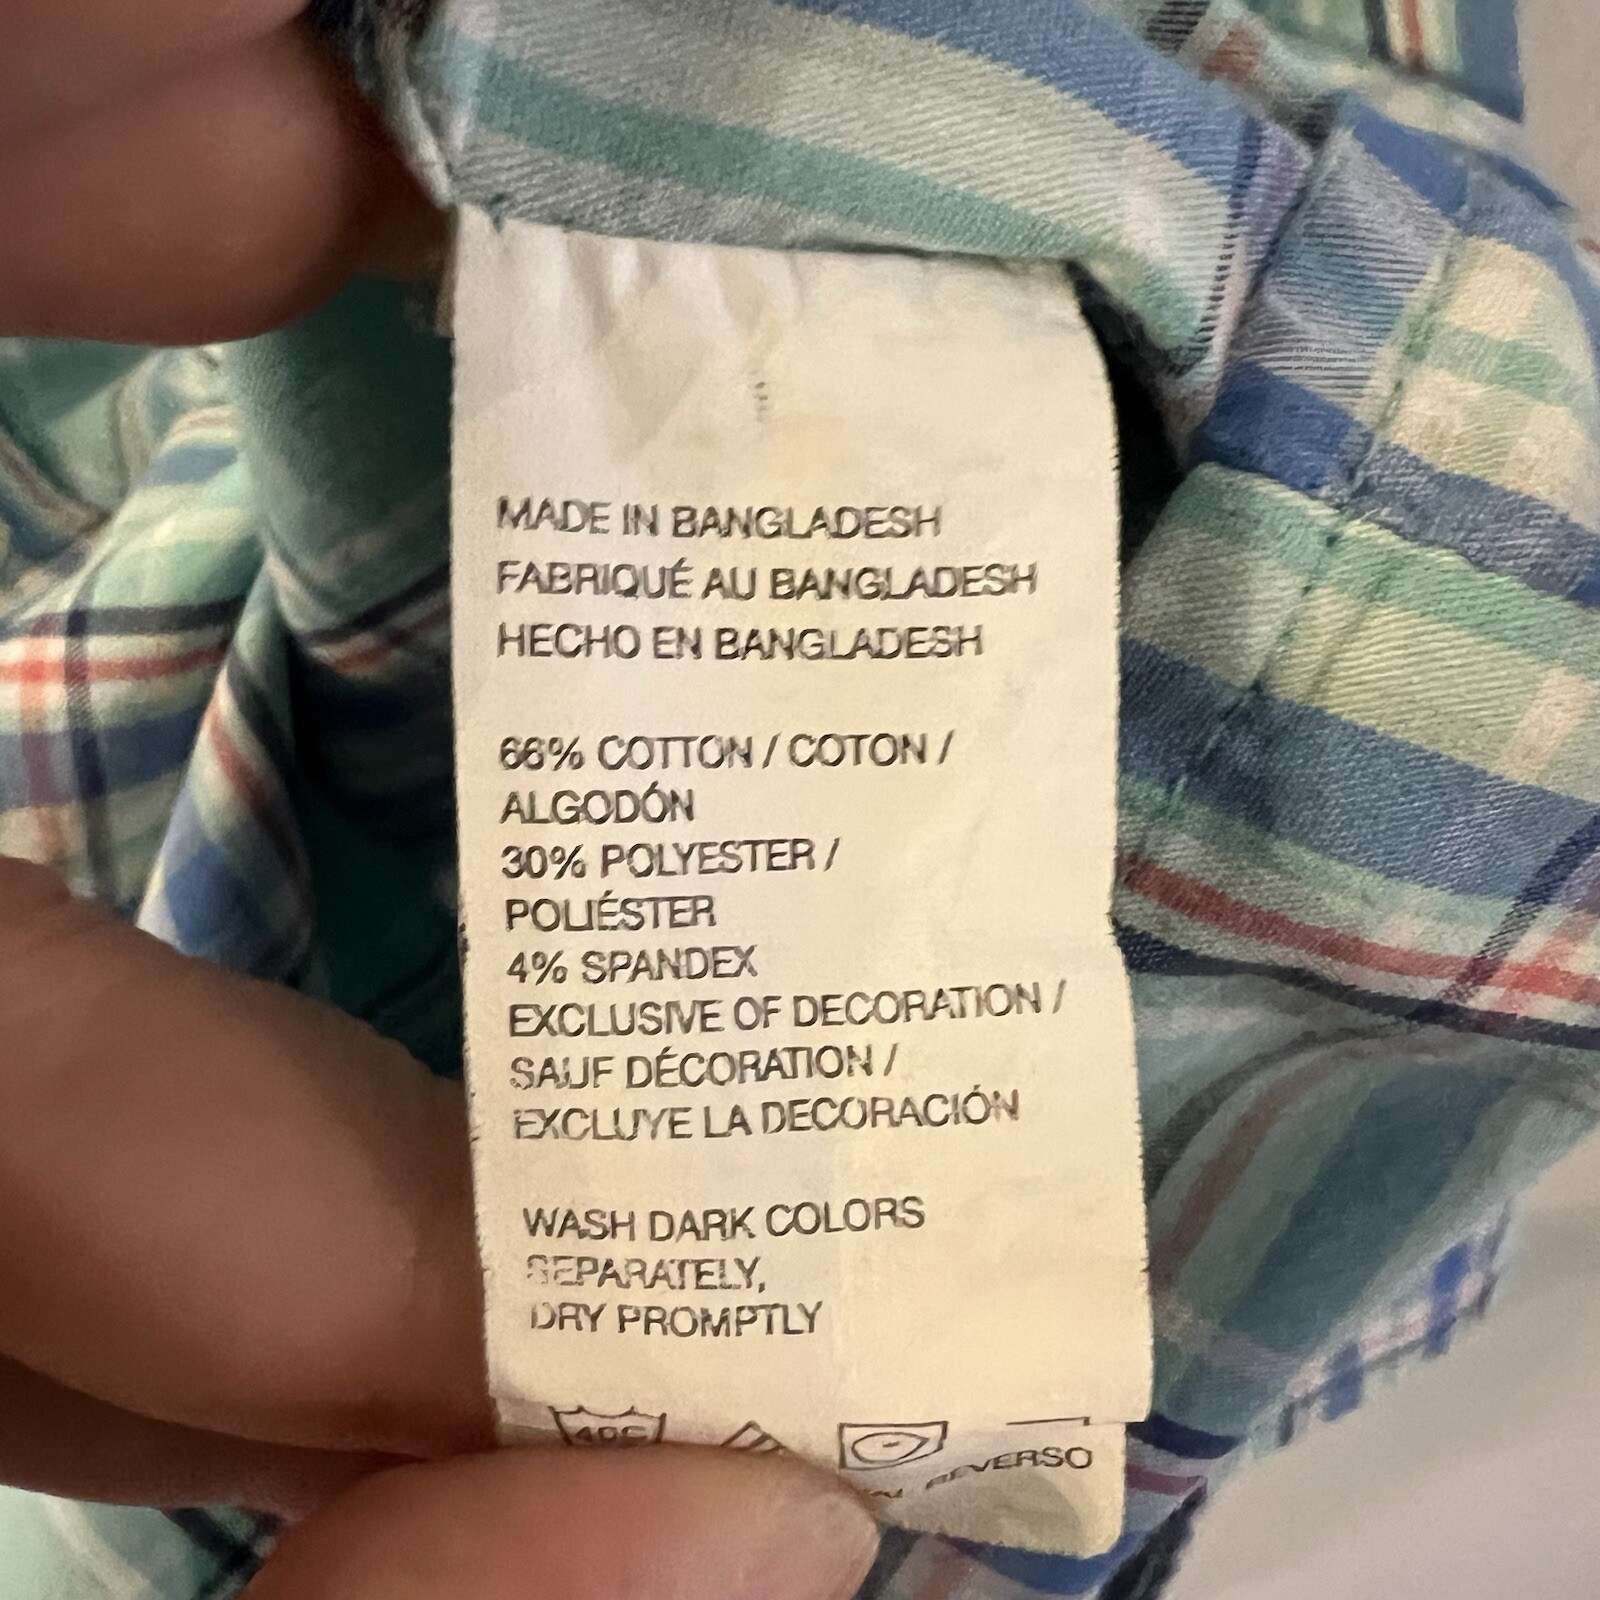 MADE IN BANGLADESH
FABRIQUÉ AU BANGLADESH
HECHO EN BANGLADESH
66% COTTON / COTON /
ALGODÓN
30% POLYESTER /
POLIÉSTER
4% SPANDEX
EXCLUSIVE OF DECORATION /
SAUF DÉCORATION /
EXCLUYE LA DECORACIÓN
WASH DARK COLORS
SEPARATELY,
DRY PROMPTLY
REVERSO